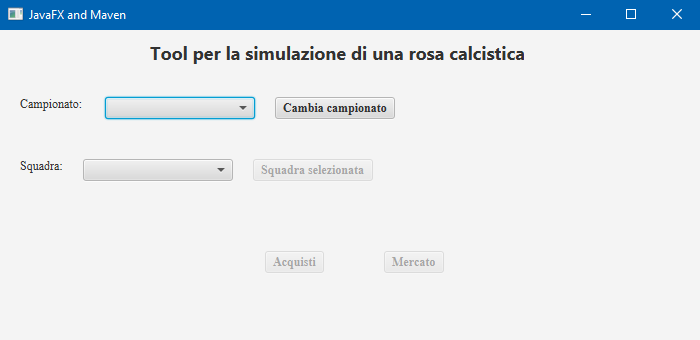 JavaFX and Maven
Tool per la simulazione di una rosa calcistica
Campionato: Cambia campionato
Squadra: Squadra selezionata
Acquisti Mercato